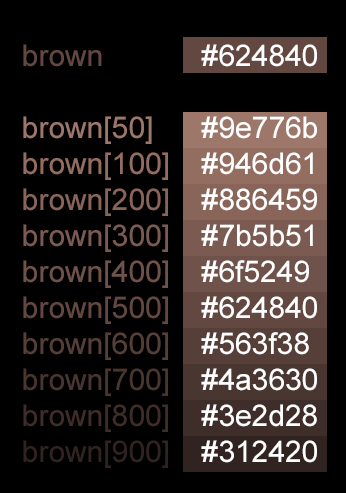 brown #624840
brown[50] #9e776b
brown[100] #946d61
brown[200] #886459
brown[300] #7b5b51
brown[400] #6f5249
brown[500] #624840
brown[600] #563f38
brown[700] #4a3630
brown[800] #3e2d28
brown[900] #312420